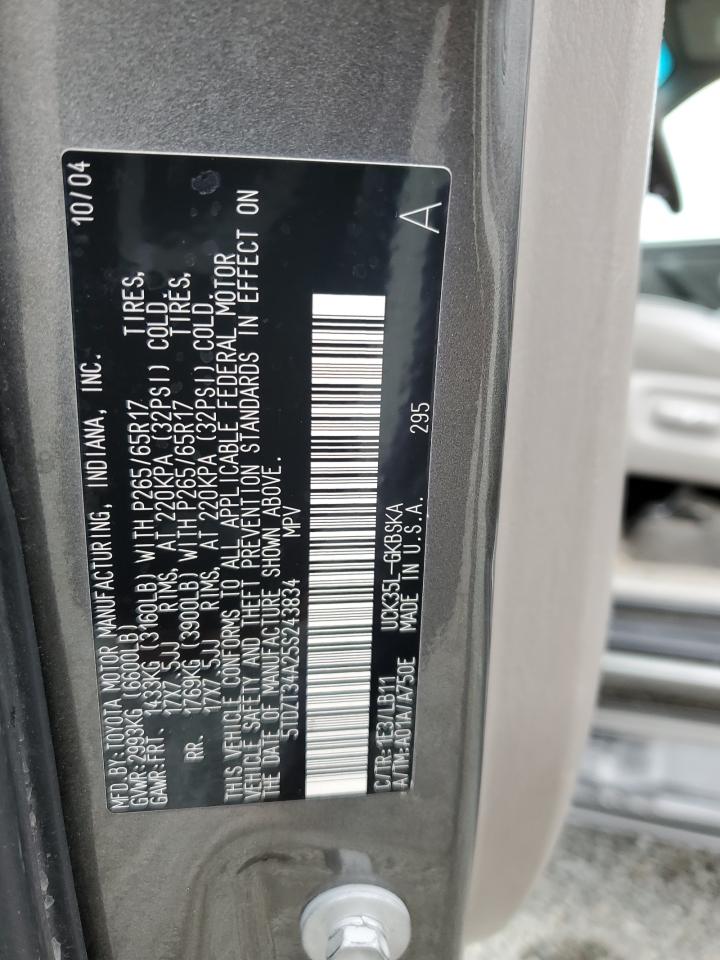 MFD BY:TOYOTA MOTOR MANUFACTURING, INDIANA, INC. 10/04
GVWR:2993KG (6600LB)
GAWR:FRT. 1433KG (3160LB) WITH P265/65R17 TIRES,
17X7.5JJ RIMS, AT 220KPA (32PSI) COLD.
RR. 1769KG (3900LB) WITH P265/65R17 TIRES,
17X7.5JJ RIMS, AT 220KPA (32PSI) COLD.
THIS VEHICLE CONFORMS TO ALL APPLICABLE FEDERAL MOTOR
VEHICLE SAFETY AND THEFT PREVENTION STANDARDS IN EFFECT ON
THE DATE OF MANUFACTURE SHOWN ABOVE.
5TDZT34A25S243834 MPV
C/TR:1E3/LB11 UCK35L-GKBSKA 295 A
A/TM:A01A/A750E MADE IN U.S.A.